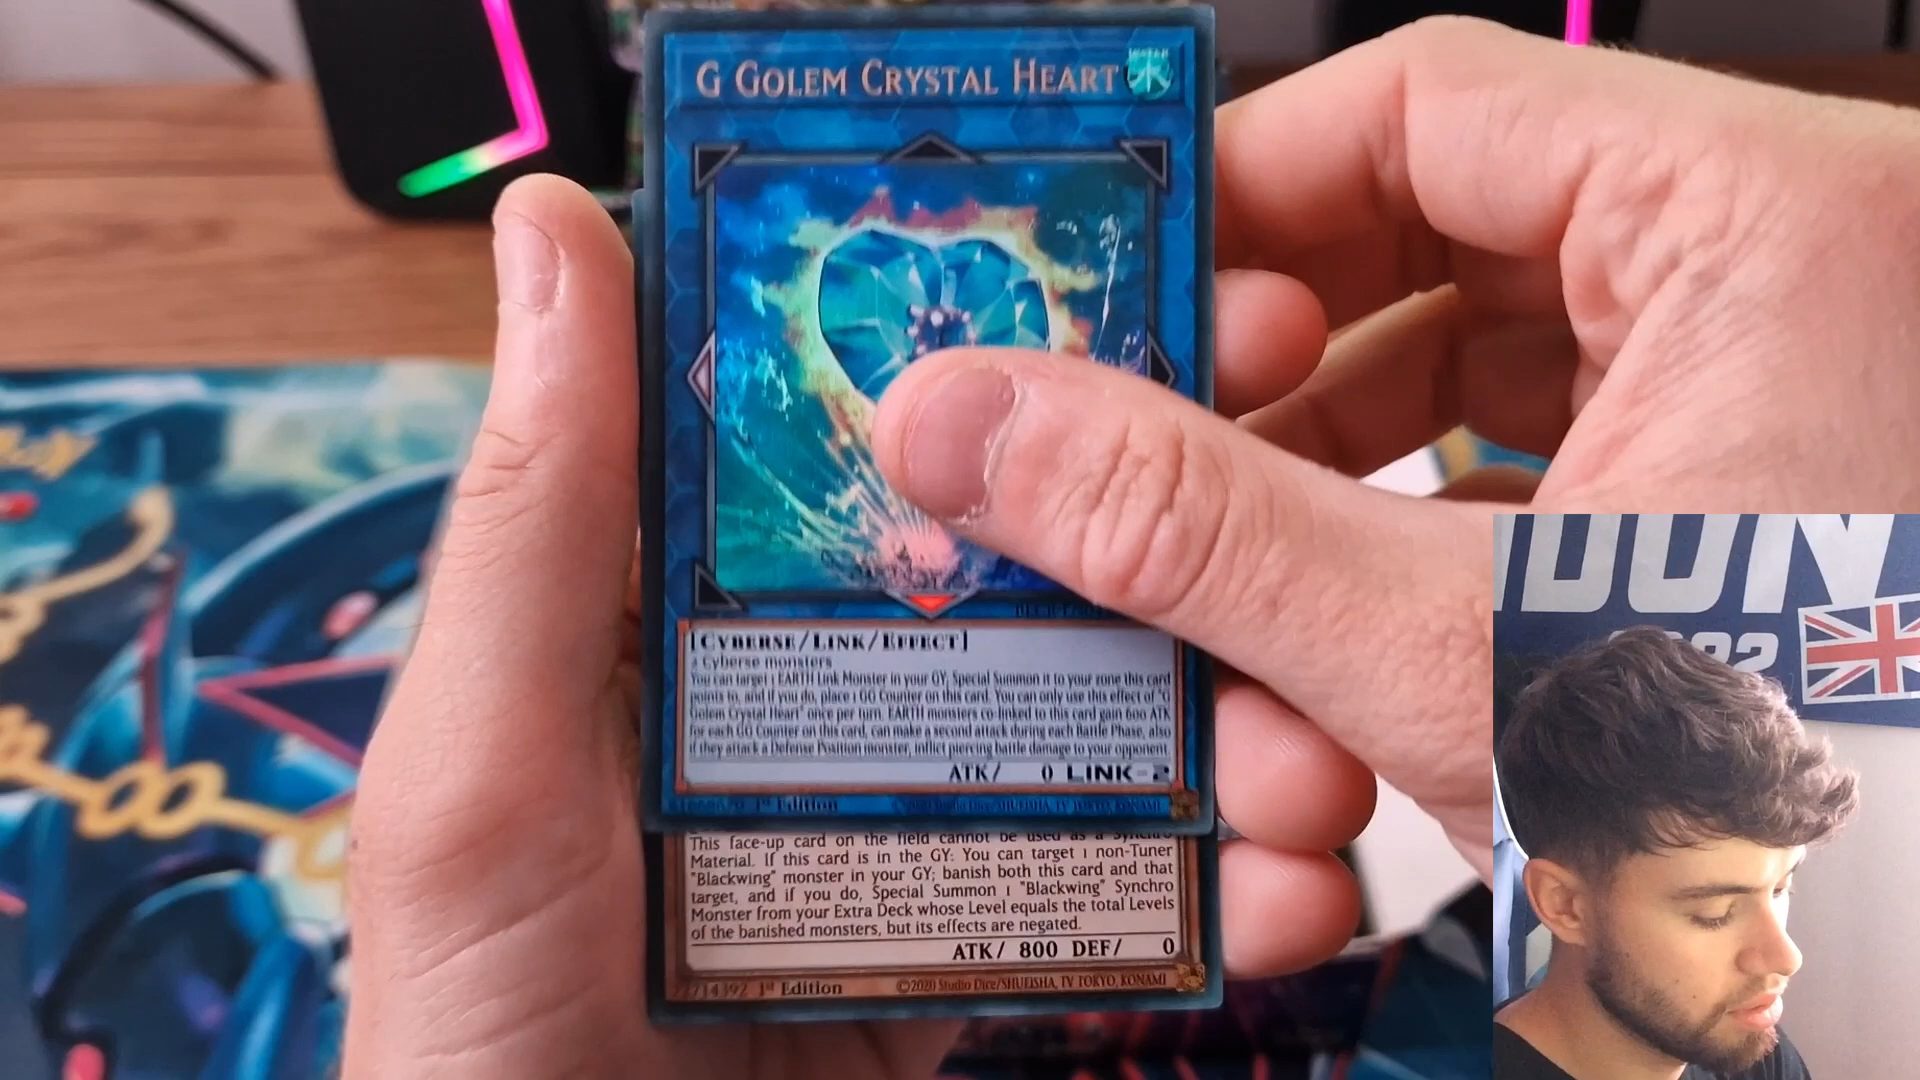 G GOLEM CRYSTAL HEART
[CYBERSE/LINK/EFFECT]
2 Cyberse monsters
You can target 1 EARTH Link Monster in your GY; Special Summon it to your zone this card
points to, and if you do, place 1 GG Counter on this card. You can only use this effect of "G
Golem Crystal Heart" once per turn. EARTH monsters co-linked to this card gain 600 ATK
for each GG Counter on this card, can make a second attack during each Battle Phase, also
if they attack a Defense Position monster, inflict piercing battle damage to your opponent.
ATK/ 0 LINK-2
1st Edition ©2020 Studio Dice/SHUEISHA, TV TOKYO, KONAMI
This face-up card on the field cannot be used as a Synchro
Material. If this card is in the GY: You can target 1 non-Tuner
"Blackwing" monster in your GY; banish both this card and that
target, and if you do, Special Summon 1 "Blackwing" Synchro
Monster from your Extra Deck whose Level equals the total Levels
of the banished monsters, but its effects are negated.
ATK/ 800 DEF/ 0
1st Edition ©2020 Studio Dice/SHUEISHA, TV TOKYO, KONAMI